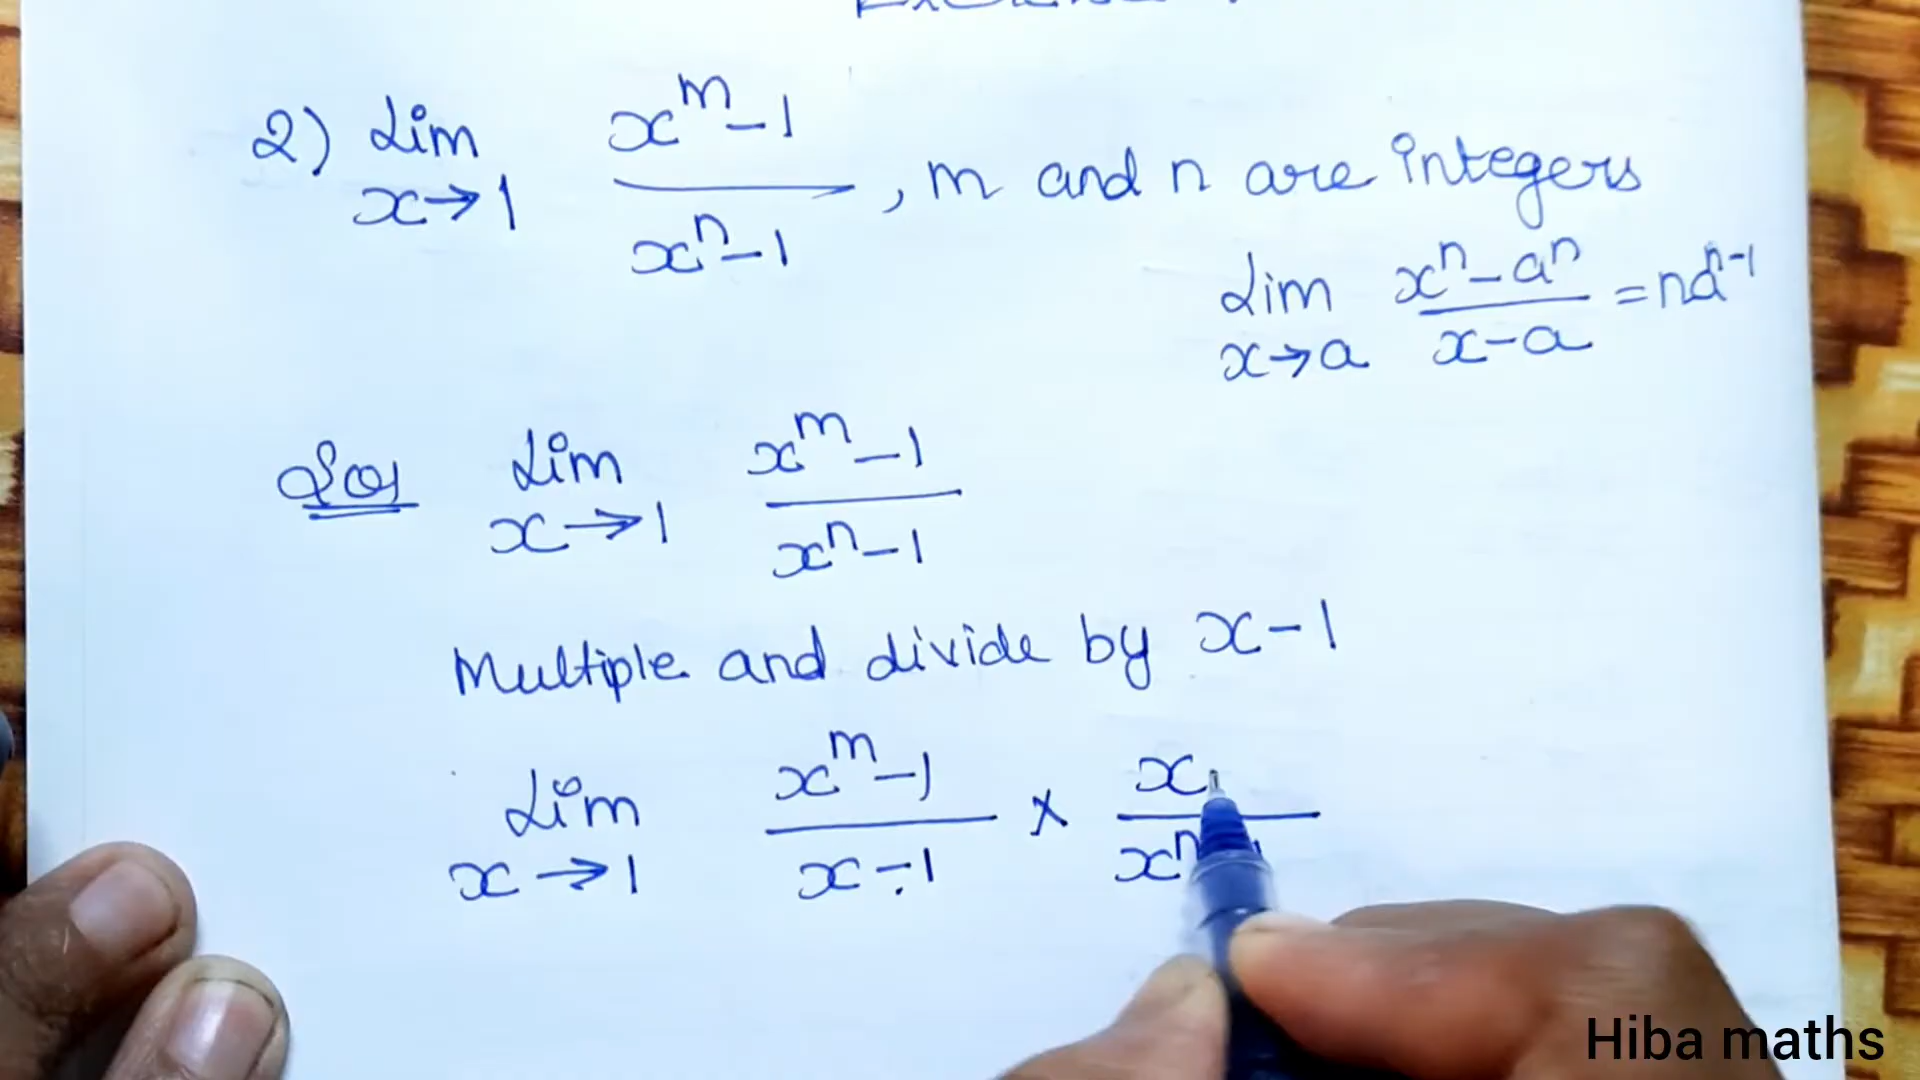 2) Lim x→1 x^m-1 / x^n-1 , m and n are integers
Lim x→a x^n-a^n / x-a = na^n-1
Sol Lim x→1 x^m-1 / x^n-1
Multiple and divide by x-1
Lim x→1 x^m-1 / x-1 × x / x^n
Hiba maths